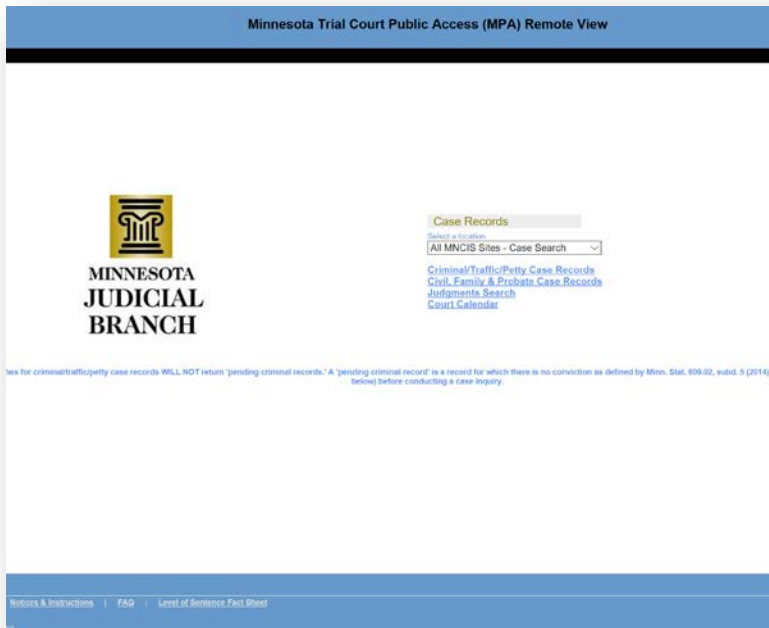 Minnesota Trial Court Public Access (MPA) Remote View
MINNESOTA
JUDICIAL
BRANCH
Case Records
Select a location
All MNCIS Sites - Case Search
Criminal/Traffic/Petty Case Records
Civil, Family & Probate Case Records
Judgments Search
Court Calendar
for criminal/traffic/petty case records WILL NOT return 'pending criminal records.' A 'pending criminal record' is a record for which there is no conviction as defined by Minn. Stat. 609.02, subd. 5 (2014)
below) before conducting a case inquiry.
Notices & Instructions | FAQ | Level of Sentence Fact Sheet